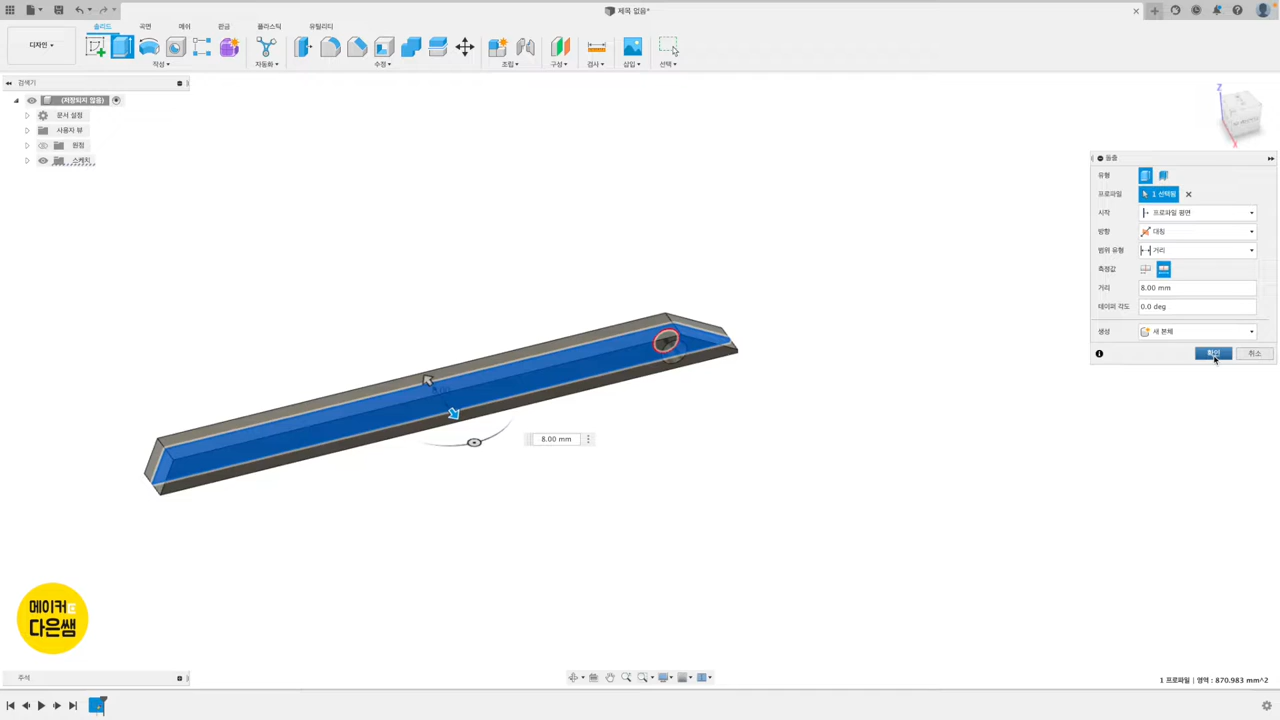 제목 없음*
솔리드 곡면 메쉬 판금 플라스틱 유틸리티
디자인
작성 자동화 수정 조립 구성 검사 삽입 선택
검색기
(저장되지 않음)
문서 설정
사용자 뷰
원점
스케치
Z
X
돌출
유형
프로파일 1 선택됨
시작 프로파일 평면
방향 대칭
범위 유형 거리
측정값
거리 8.00 mm
테이퍼 각도 0.0 deg
생성 새 본체
확인 취소
8.00 mm
메이커
다은쌤
주석
1 프로파일 | 영역 : 870.983 mm^2